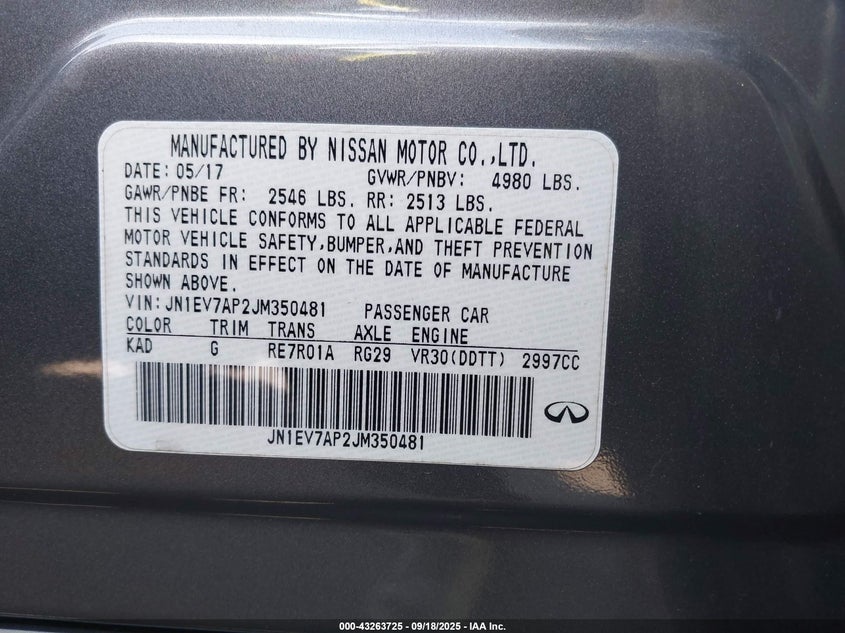 MANUFACTURED BY NISSAN MOTOR CO.,LTD.
DATE: 05/17 GVWR/PNBV: 4980 LBS.
GAWR/PNBE FR: 2546 LBS. RR: 2513 LBS.
THIS VEHICLE CONFORMS TO ALL APPLICABLE FEDERAL
MOTOR VEHICLE SAFETY,BUMPER,AND THEFT PREVENTION
STANDARDS IN EFFECT ON THE DATE OF MANUFACTURE
SHOWN ABOVE.
VIN:JN1EV7AP2JM350481 PASSENGER CAR
COLOR TRIM TRANS AXLE ENGINE
KAD G RE7R01A RG29 VR30(DDTT) 2997CC
JN1EV7AP2JM350481
000-43263725 - 09/18/2025 - IAA Inc.